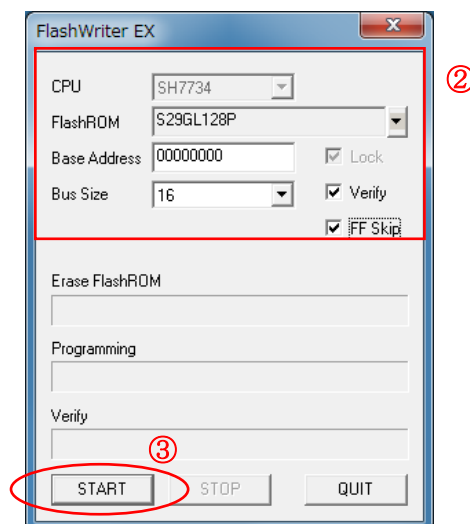 FlashWriter EX
②
CPU SH7734
FlashROM S29GL128P
Base Address 00000000 Lock
Bus Size 16 Verify
FF Skip
Erase FlashROM
Programming
Verify
③
START STOP QUIT